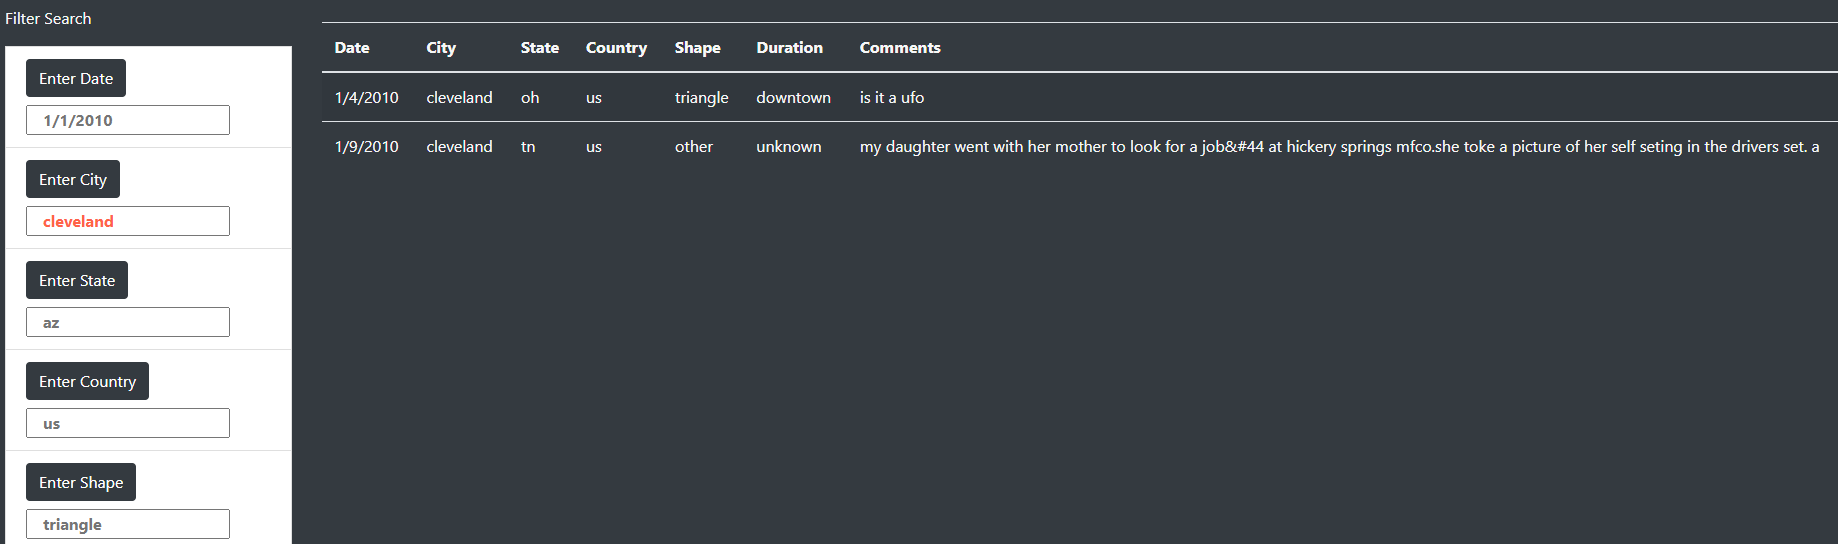 Filter Search
Enter Date
1/1/2010
Enter City
cleveland
Enter State
az
Enter Country
us
Enter Shape
triangle
Date City State Country Shape Duration Comments
1/4/2010 cleveland oh us triangle downtown is it a ufo
1/9/2010 cleveland tn us other unknown my daughter went with her mother to look for a job&#44 at hickery springs mfco.she toke a picture of her self seting in the drivers set. a